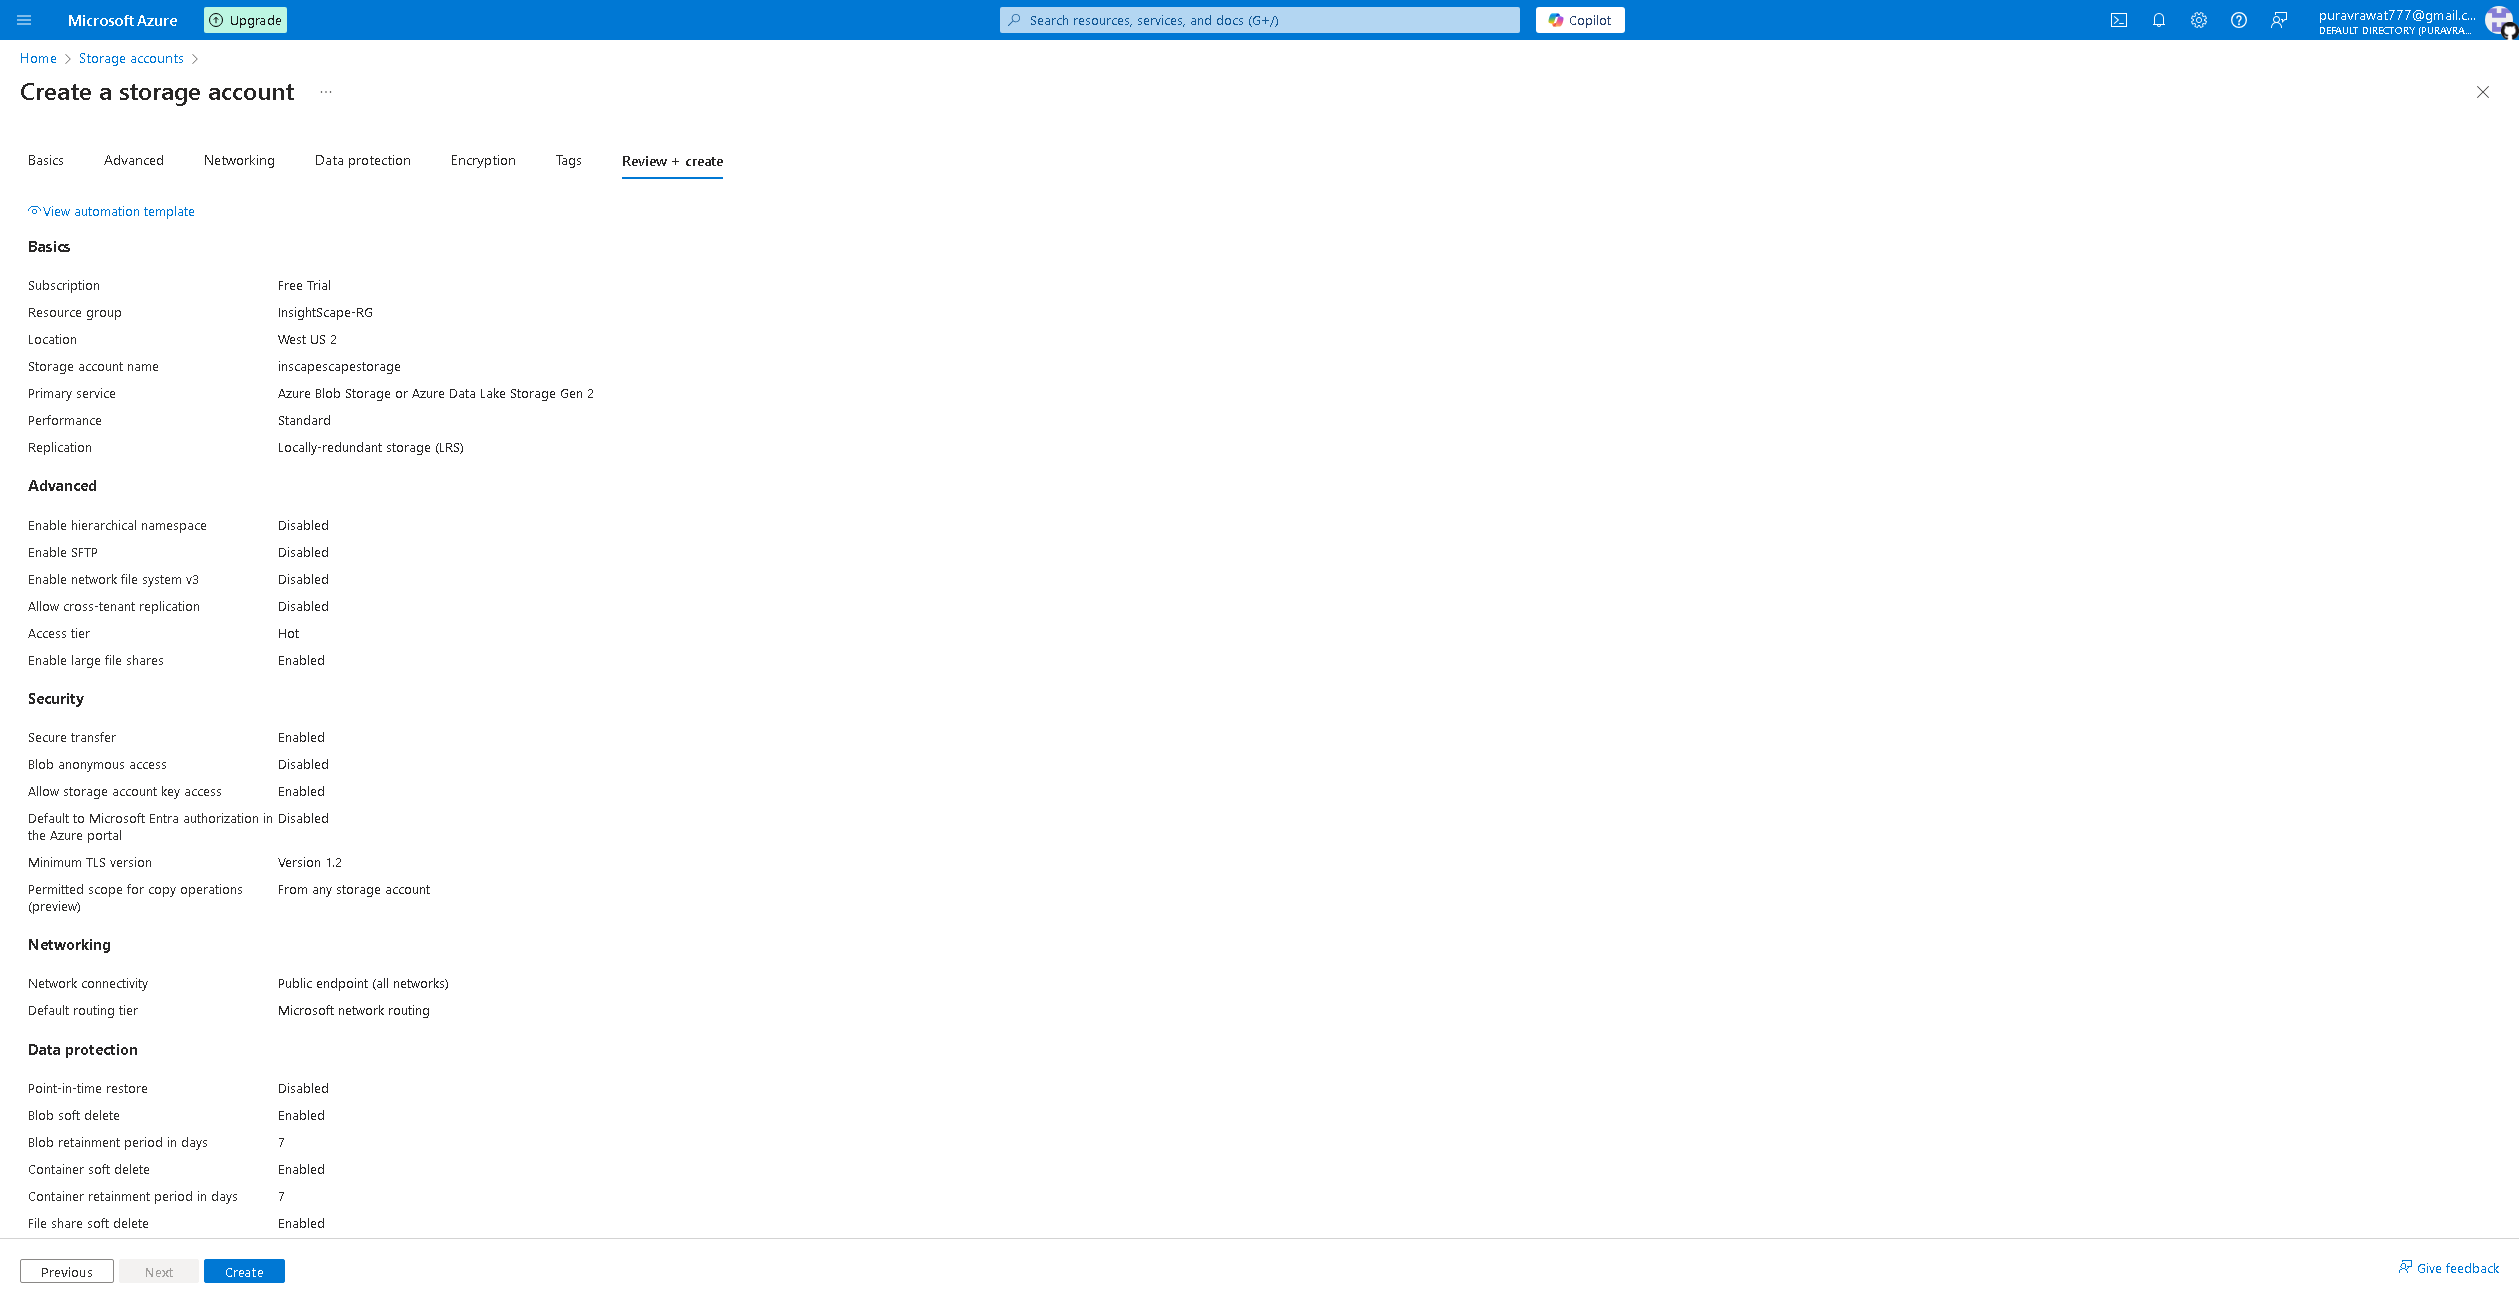 Microsoft Azure
Upgrade
Search resources, services, and docs (G+/)
Copilot
puravrawat777@gmail.c...
DEFAULT DIRECTORY (PURAVRA...
Home > Storage accounts >
Create a storage account ...
Basics Advanced Networking Data protection Encryption Tags Review + create
View automation template
Basics
Subscription Free Trial
Resource group InsightScape-RG
Location West US 2
Storage account name inscapescapestorage
Primary service Azure Blob Storage or Azure Data Lake Storage Gen 2
Performance Standard
Replication Locally-redundant storage (LRS)
Advanced
Enable hierarchical namespace Disabled
Enable SFTP Disabled
Enable network file system v3 Disabled
Allow cross-tenant replication Disabled
Access tier Hot
Enable large file shares Enabled
Security
Secure transfer Enabled
Blob anonymous access Disabled
Allow storage account key access Enabled
Default to Microsoft Entra authorization in Disabled
the Azure portal
Minimum TLS version Version 1.2
Permitted scope for copy operations From any storage account
(preview)
Networking
Network connectivity Public endpoint (all networks)
Default routing tier Microsoft network routing
Data protection
Point-in-time restore Disabled
Blob soft delete Enabled
Blob retainment period in days 7
Container soft delete Enabled
Container retainment period in days 7
File share soft delete Enabled
Previous Next Create
Give feedback